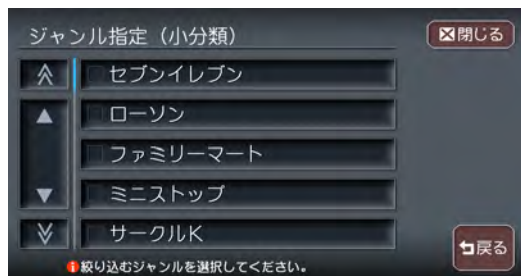 ジャンル指定（小分類）
閉じる
セブンイレブン
ローソン
ファミリーマート
ミニストップ
サークルK
戻る
絞り込むジャンルを選択してください。